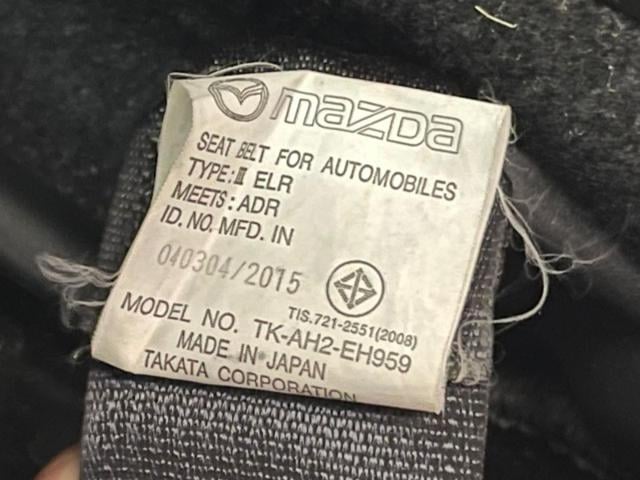 mazda
SEAT BELT FOR AUTOMOBILES
TYPE:Ⅲ ELR
MEETS:ADR
ID.NO.MFD.IN
040304/2015
TIS.721-2551(2008)
MODEL NO. TK-AH2-EH959
MADE IN JAPAN
TAKATA CORPORATION